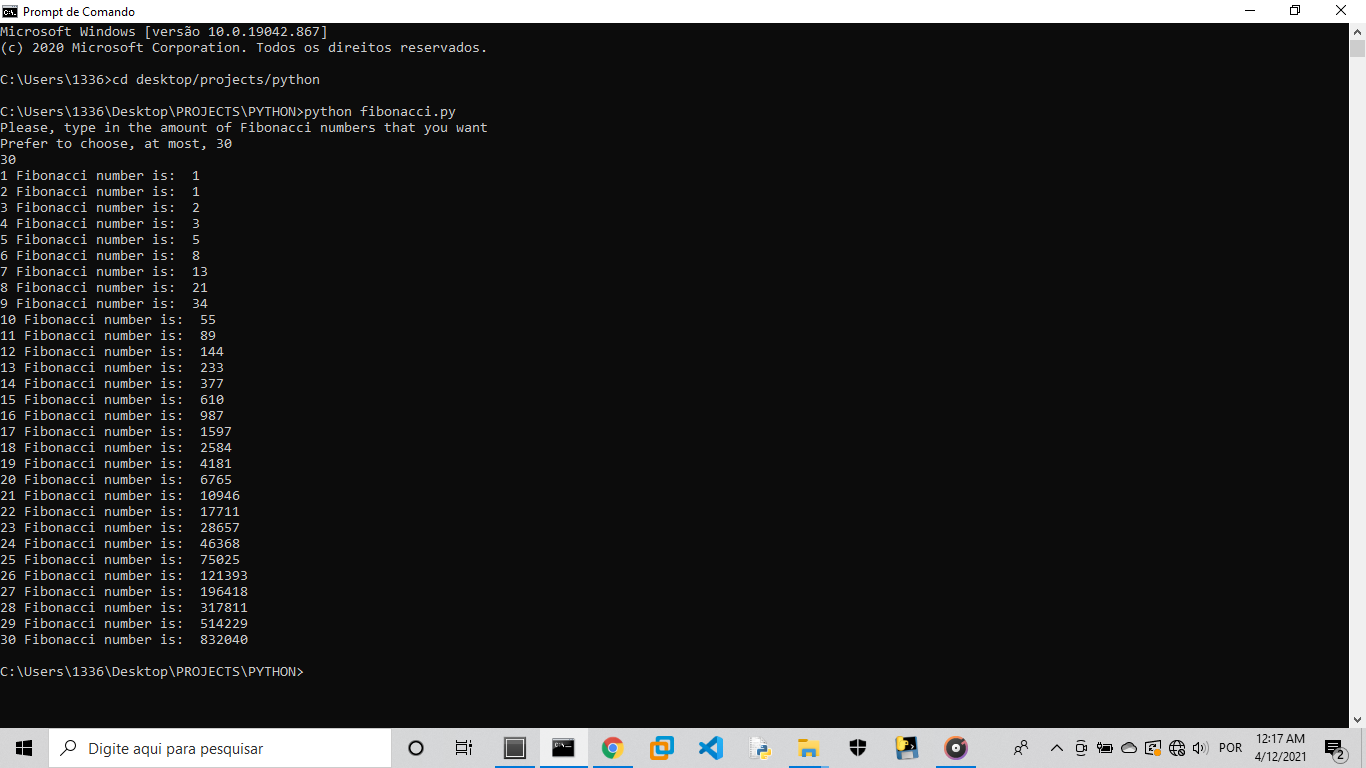 Prompt de Comando
Microsoft Windows [versão 10.0.19042.867]
(c) 2020 Microsoft Corporation. Todos os direitos reservados.
C:\Users\1336>cd desktop/projects/python
C:\Users\1336\Desktop\PROJECTS\PYTHON>python fibonacci.py
Please, type in the amount of Fibonacci numbers that you want
Prefer to choose, at most, 30
30
1 Fibonacci number is:  1
2 Fibonacci number is:  1
3 Fibonacci number is:  2
4 Fibonacci number is:  3
5 Fibonacci number is:  5
6 Fibonacci number is:  8
7 Fibonacci number is:  13
8 Fibonacci number is:  21
9 Fibonacci number is:  34
10 Fibonacci number is:  55
11 Fibonacci number is:  89
12 Fibonacci number is:  144
13 Fibonacci number is:  233
14 Fibonacci number is:  377
15 Fibonacci number is:  610
16 Fibonacci number is:  987
17 Fibonacci number is:  1597
18 Fibonacci number is:  2584
19 Fibonacci number is:  4181
20 Fibonacci number is:  6765
21 Fibonacci number is:  10946
22 Fibonacci number is:  17711
23 Fibonacci number is:  28657
24 Fibonacci number is:  46368
25 Fibonacci number is:  75025
26 Fibonacci number is:  121393
27 Fibonacci number is:  196418
28 Fibonacci number is:  317811
29 Fibonacci number is:  514229
30 Fibonacci number is:  832040
C:\Users\1336\Desktop\PROJECTS\PYTHON>
Digite aqui para pesquisar
POR
12:17 AM
4/12/2021
2